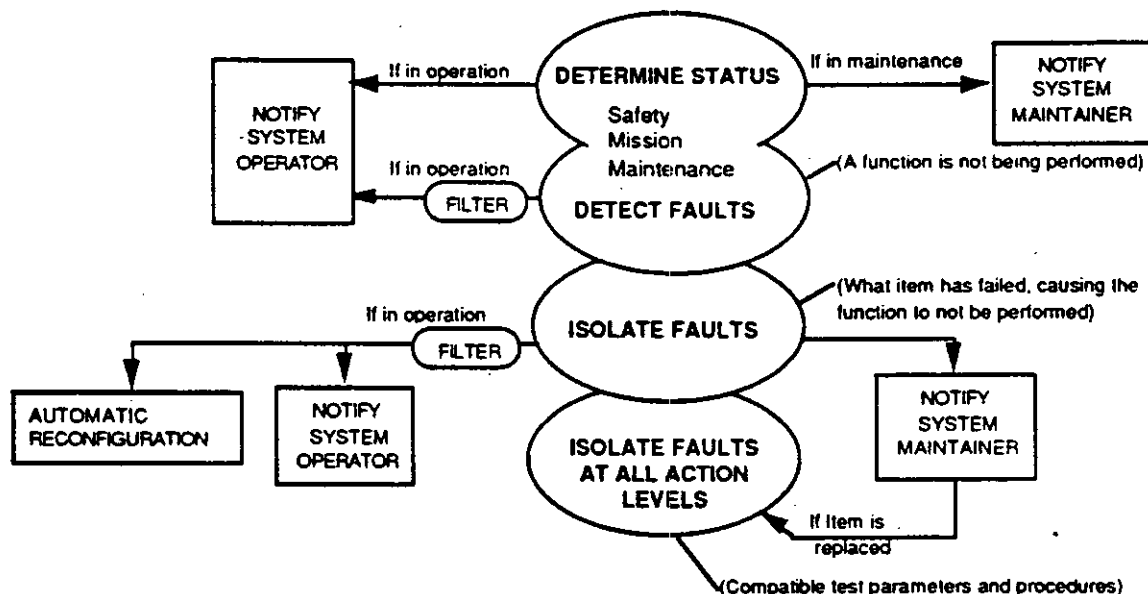 If in operation
DETERMINE STATUS
If in maintenance
NOTIFY
SYSTEM
MAINTAINER
NOTIFY
SYSTEM
OPERATOR
Safety
Mission
Maintenance
If in operation
FILTER
DETECT FAULTS
(A function is not being performed)
(What item has failed, causing the
function to not be performed)
If in operation
FILTER
ISOLATE FAULTS
AUTOMATIC
RECONFIGURATION
NOTIFY
SYSTEM
OPERATOR
NOTIFY
SYSTEM
MAINTAINER
ISOLATE FAULTS
AT ALL ACTION
LEVELS
If Item is
replaced
(Compatible test parameters and procedures)